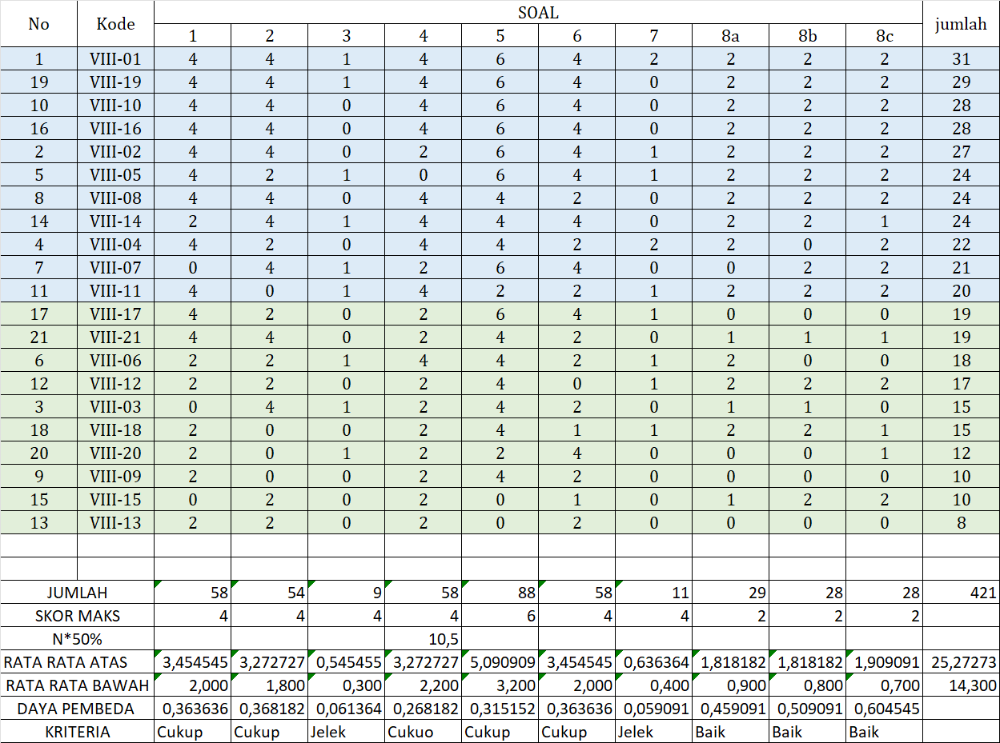 No Kode SOAL jumlah
1 2 3 4 5 6 7 8a 8b 8c
1 VIII-01 4 4 1 4 6 4 2 2 2 2 31
19 VIII-19 4 4 1 4 6 4 0 2 2 2 29
10 VIII-10 4 4 0 4 6 4 0 2 2 2 28
16 VIII-16 4 4 0 4 6 4 0 2 2 2 28
2 VIII-02 4 4 0 2 6 4 1 2 2 2 27
5 VIII-05 4 2 1 0 6 4 1 2 2 2 24
8 VIII-08 4 4 0 4 4 2 0 2 2 2 24
14 VIII-14 2 4 1 4 4 4 0 2 2 1 24
4 VIII-04 4 2 0 4 4 2 2 2 0 2 22
7 VIII-07 0 4 1 2 6 4 0 0 2 2 21
11 VIII-11 4 0 1 4 2 2 1 2 2 2 20
17 VIII-17 4 2 0 2 6 4 1 0 0 0 19
21 VIII-21 4 4 0 2 4 2 0 1 1 1 19
6 VIII-06 2 2 1 4 4 2 1 2 0 0 18
12 VIII-12 2 2 0 2 4 0 1 2 2 2 17
3 VIII-03 0 4 1 2 4 2 0 1 1 0 15
18 VIII-18 2 0 0 2 4 1 1 2 2 1 15
20 VIII-20 2 0 1 2 2 4 0 0 0 1 12
9 VIII-09 2 0 0 2 4 2 0 0 0 0 10
15 VIII-15 0 2 0 2 0 1 0 1 2 2 10
13 VIII-13 2 2 0 2 0 2 0 0 0 0 8
JUMLAH 58 54 9 58 88 58 11 29 28 28 421
SKOR MAKS 4 4 4 4 6 4 4 2 2 2
N*50% 10,5
RATA RATA ATAS 3,454545 3,272727 0,545455 3,272727 5,090909 3,454545 0,636364 1,818182 1,818182 1,909091 25,27273
RATA RATA BAWAH 2,000 1,800 0,300 2,200 3,200 2,000 0,400 0,900 0,800 0,700 14,300
DAYA PEMBEDA 0,363636 0,368182 0,061364 0,268182 0,315152 0,363636 0,059091 0,459091 0,509091 0,604545
KRITERIA Cukup Cukup Jelek Cukuo Cukup Cukup Jelek Baik Baik Baik